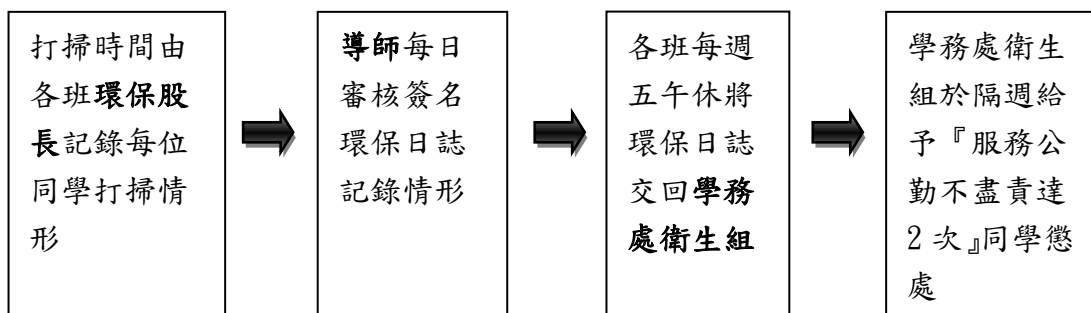 打掃時間由
各班環保股
長記錄每位
同學打掃情
形
導師每日
審核簽名
環保日誌
記錄情形
各班每週
五午休將
環保日誌
交回學務
處衛生組
學務處衛生
組於隔週給
予『服務公
勤不盡責達
2 次』同學懲
處